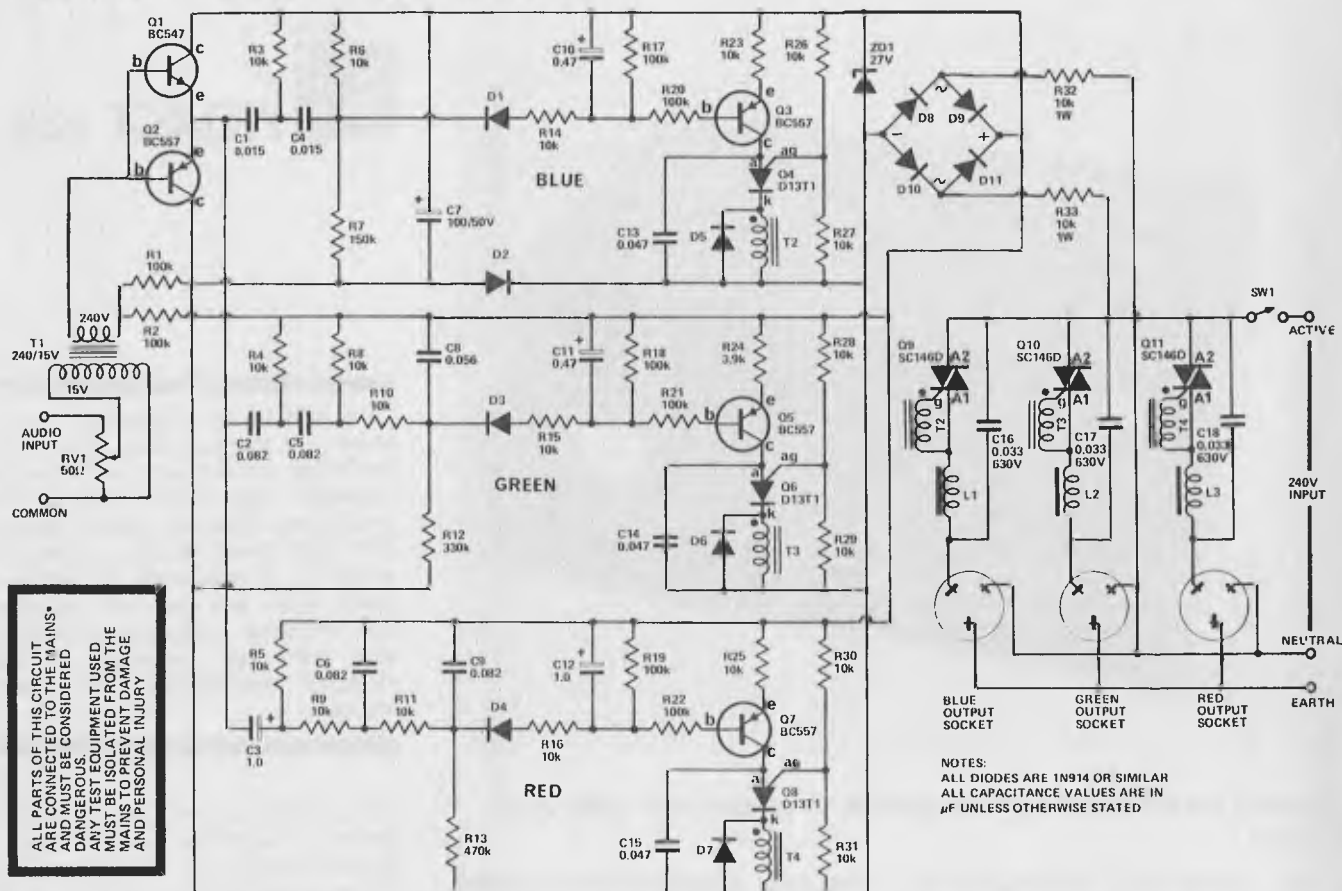 Q1
BC547
b
c
e
Q2
BC557
b
e
c
R3
10k
R6
10k
C1
0.015
C4
0.015
R7
150k
C7
100/50V
+
D1
D2
R14
10k
C10
0.47
+
R17
100k
R20
100k
b
R23
10k
e
Q3
BC557
c
R26
10k
a
ag
Q4
D13T1
k
BLUE
C13
0.047
D5
T2
R27
10k
ZD1
27V
D8
D9
D10
D11
−
+
~
~
R32
10k
1W
R33
10k
1W
R1
100k
R2
100k
240V
T1
240/15V
15V
AUDIO
INPUT
RV1
50Ω
COMMON
R4
10k
R8
10k
C8
0.056
C2
0.082
C5
0.082
R10
10k
D3
R15
10k
C11
0.47
+
R18
100k
R21
100k
b
R24
3.9k
e
Q5
BC557
c
R28
10k
a
ag
Q6
D13T1
k
GREEN
R12
330k
C14
0.047
D6
T3
R29
10k
SW1
ACTIVE
Q9
SC146D
A2
A1
g
T2
C16
0.033
630V
L1
Q10
SC146D
A2
A1
g
T3
C17
0.033
630V
L2
Q11
SC146D
A2
A1
g
T4
C18
0.033
630V
L3
240V
INPUT
NEUTRAL
EARTH
BLUE
OUTPUT
SOCKET
GREEN
OUTPUT
SOCKET
RED
OUTPUT
SOCKET
R5
10k
C6
0.082
C9
0.082
C3
1.0
+
R9
10k
R11
10k
D4
R16
10k
C12
1.0
+
R19
100k
R22
100k
b
R25
10k
e
Q7
BC557
c
R30
10k
a
ag
Q8
D13T1
k
RED
R13
470k
C15
0.047
D7
T4
R31
10k
ALL PARTS OF THIS CIRCUIT
ARE CONNECTED TO THE MAINS*
AND MUST BE CONSIDERED
DANGEROUS.
ANY TEST EQUIPMENT USED
MUST BE ISOLATED FROM THE
MAINS TO PREVENT DAMAGE
AND PERSONAL INJURY
NOTES:
ALL DIODES ARE 1N914 OR SIMILAR
ALL CAPACITANCE VALUES ARE IN
µF UNLESS OTHERWISE STATED